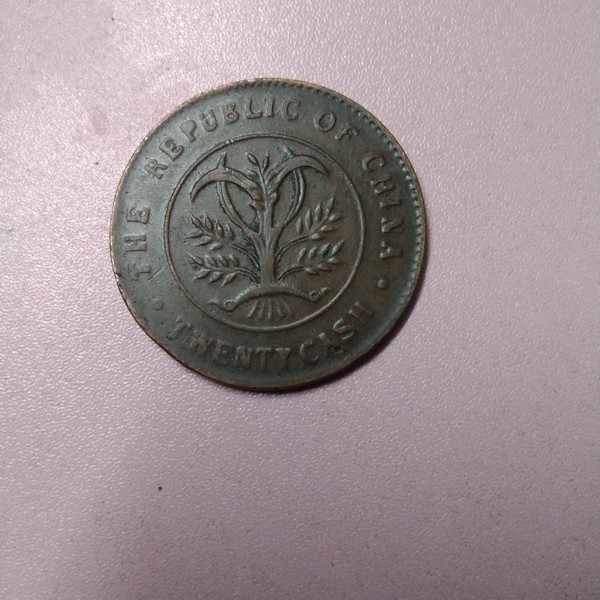 THE REPUBLIC OF CHINA
TWENTY CASH